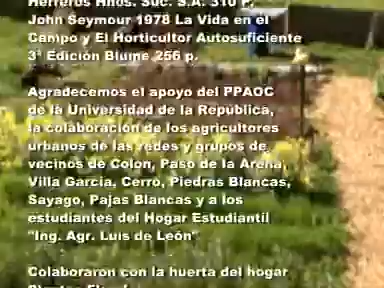 Herreros Hnos. Suc. S.A. 310 P.
John Seymour 1978 La Vida en el
Campo y El Horticultor Autosuficiente
3ª Edición Blume 256 p.
Agradecemos el apoyo del PPAOC
de la Universidad de la República,
la colaboración de los agricultores
urbanos de las redes y grupos de
vecinos de Colon, Paso de la Arena,
Villa García, Cerro, Piedras Blancas,
Sayago, Pajas Blancas y a los
estudiantes del Hogar Estudiantil
"Ing. Agr. Luis de León"
Colaboraron con la huerta del hogar